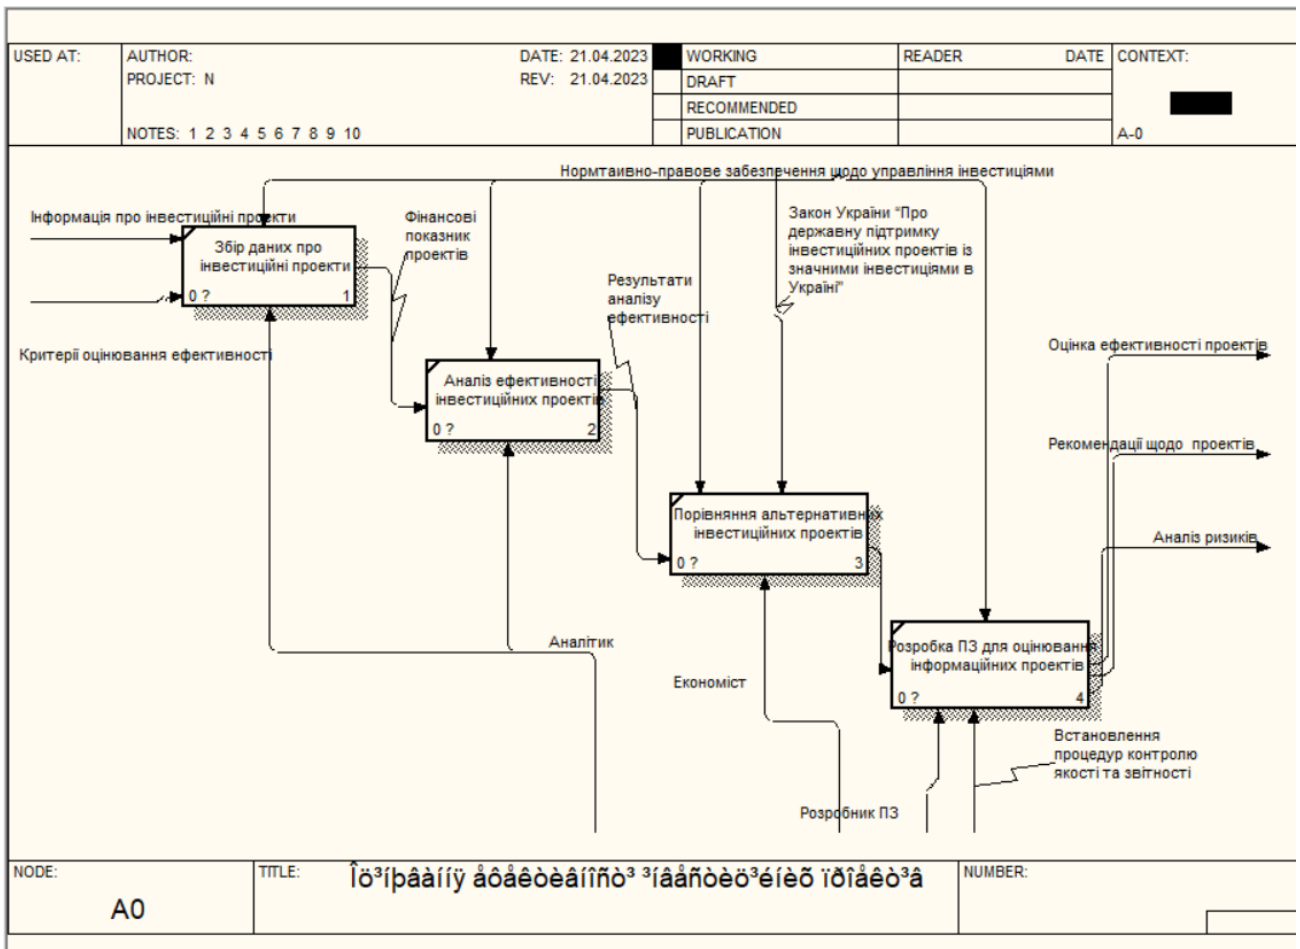 USED AT:
AUTHOR:
DATE: 21.04.2023
PROJECT: N
REV: 21.04.2023
NOTES: 1 2 3 4 5 6 7 8 9 10
WORKING
DRAFT
RECOMMENDED
PUBLICATION
READER
DATE
CONTEXT:
A-0
Нормтаивно-правове забезпечення щодо управління інвестиціями
Інформація про інвестиційні проекти
Збір даних про
інвестиційні проекти
0 ?
1
Фінансові
показник
проектів
Закон України "Про
державну підтримку
інвестиційних проектів із
значними інвестиціями в
Україні"
Результати
аналізу
ефективності
Критерії оцінювання ефективності
Аналіз ефективності
інвестиційних проектів
0 ?
2
Оцінка ефективності проектів
Рекомендації щодо проектів
Порівняння альтернативних
інвестиційних проектів
0 ?
3
Аналіз ризиків
Аналітик
Розробка ПЗ для оцінювання
інформаційних проектів
0 ?
4
Економіст
Встановлення
процедур контролю
якості та звітності
Розробник ПЗ
NODE:
A0
TITLE:
Îö³íþâàííÿ åôåêòèâíîñò³ ³íâåñòèö³éíèõ ïðîåêò³â
NUMBER: